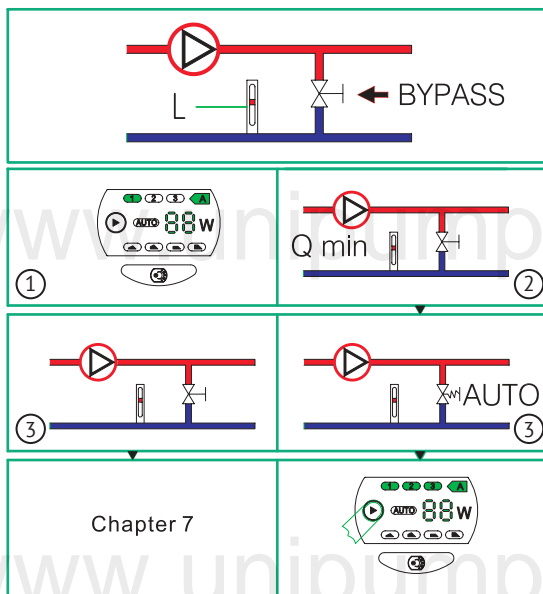 L
BYPASS
1 2 3 A
AUTO 88 W
1
Q min
2
3
AUTO
3
Chapter 7
1 2 3 A
AUTO 88 W
www.unipump
www.unipump